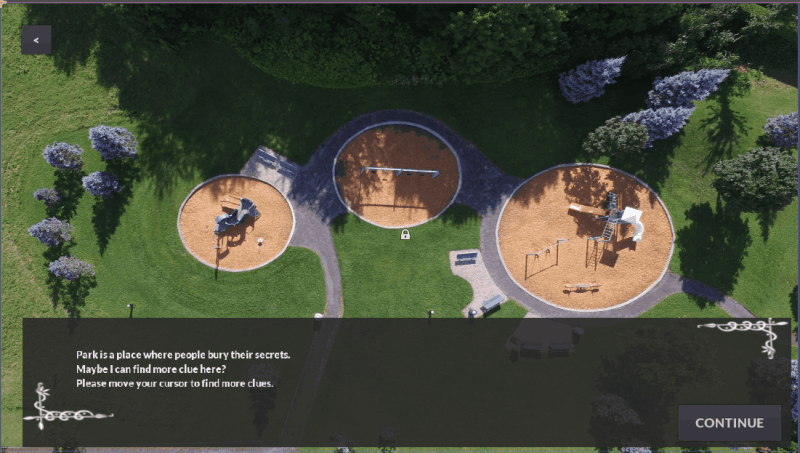 <
Park is a place where people bury their secrets.
Maybe I can find more clue here?
Please move your cursor to find more clues.
CONTINUE